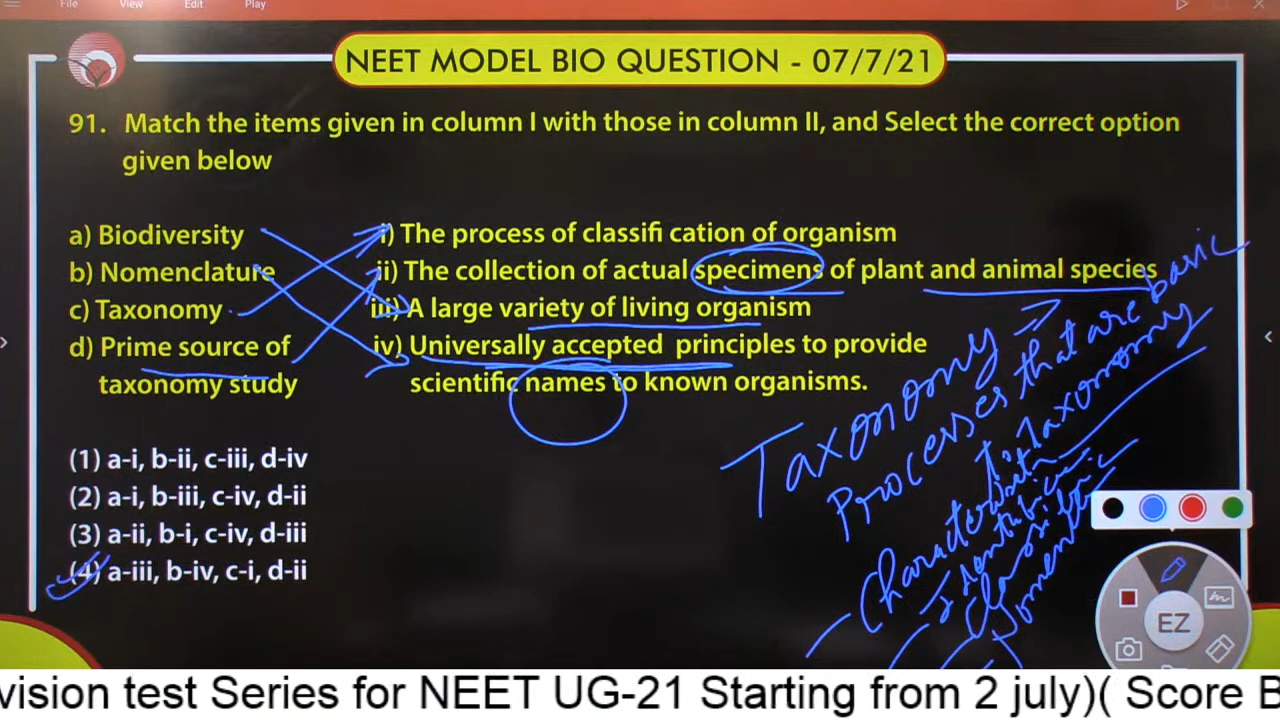 File View Edit Play
NEET MODEL BIO QUESTION - 07/7/21
91. Match the items given in column I with those in column II, and Select the correct option
given below
a) Biodiversity
b) Nomenclature
c) Taxonomy
d) Prime source of
taxonomy study
i) The process of classifi cation of organism
ii) The collection of actual specimens of plant and animal species
iii) A large variety of living organism
iv) Universally accepted principles to provide
scientific names to known organisms.
(1) a-i, b-ii, c-iii, d-iv
(2) a-i, b-iii, c-iv, d-ii
(3) a-ii, b-i, c-iv, d-iii
(4) a-iii, b-iv, c-i, d-ii
Taxonomy
Processes that are basic
to Taxonomy
EZ
vision test Series for NEET UG-21 Starting from 2 july)( Score B